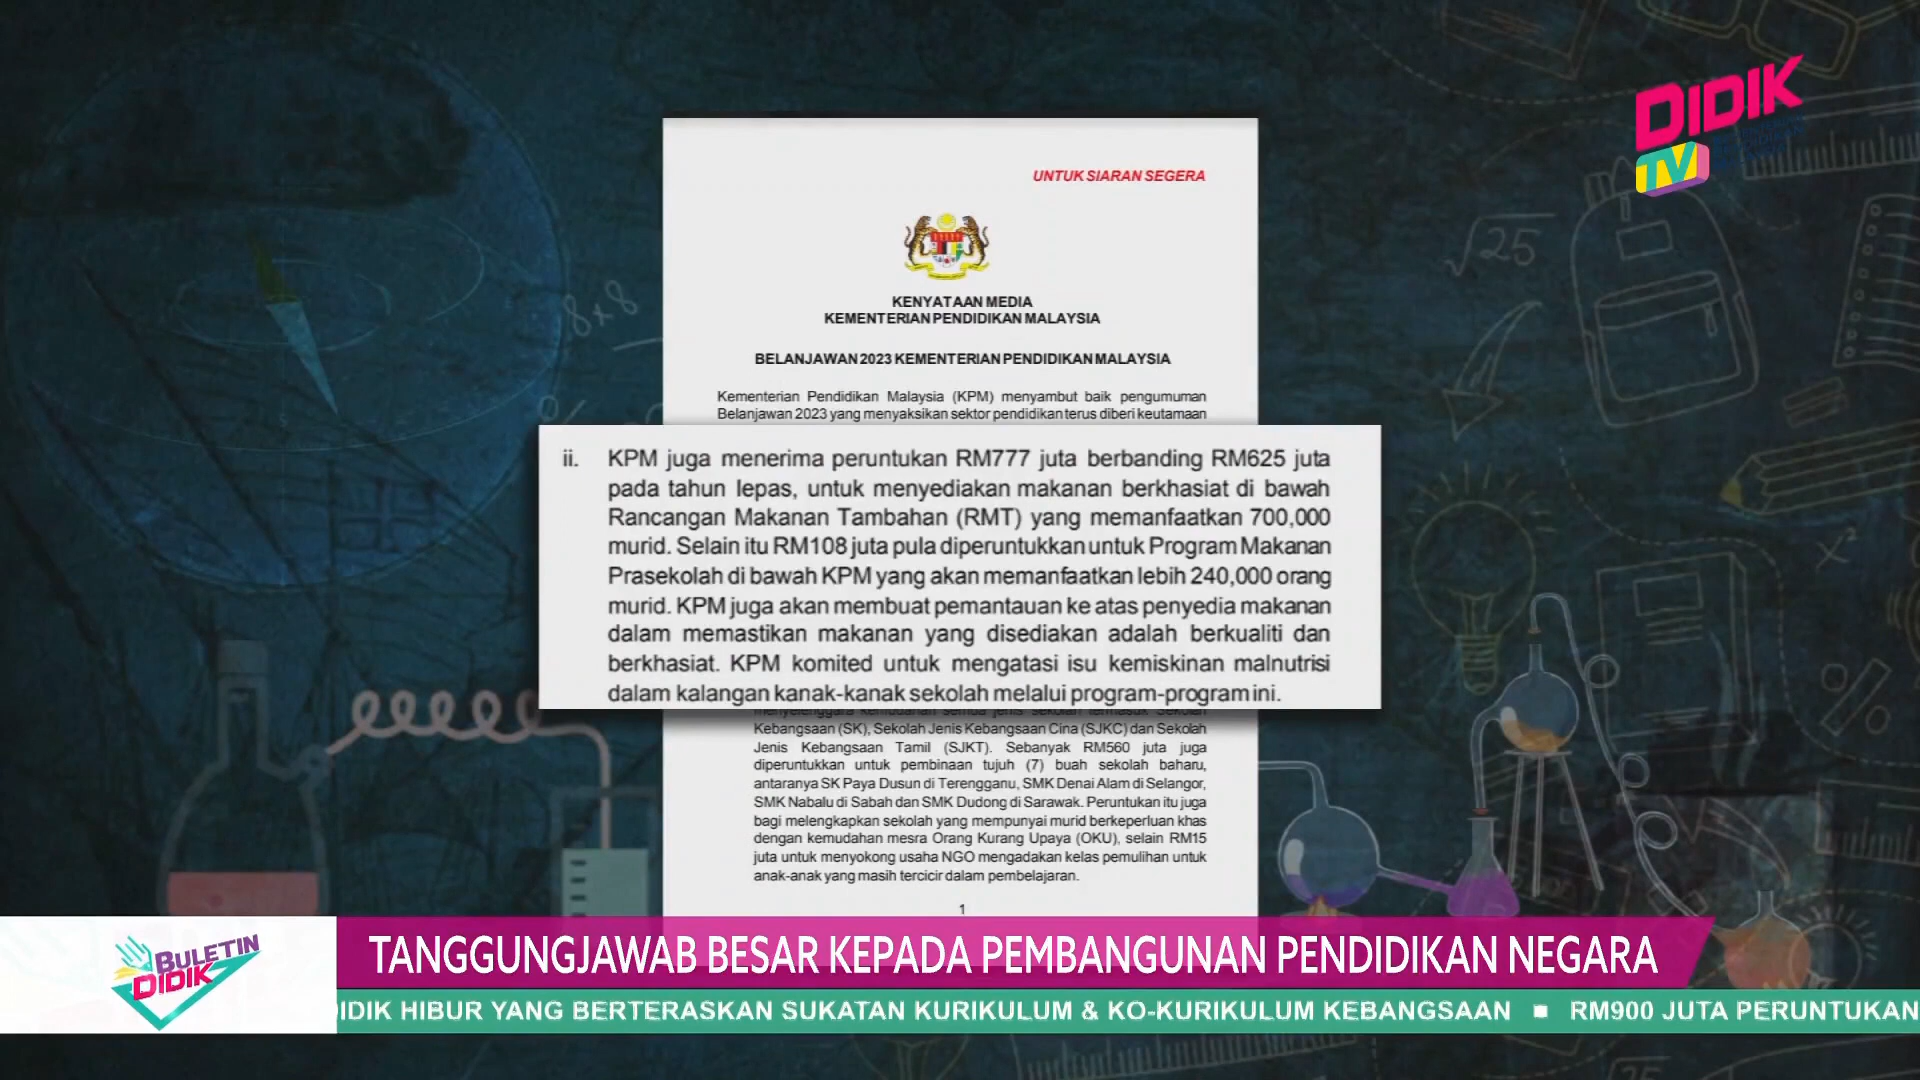 DIDIK
TV
UNTUK SIARAN SEGERA
KENYATAAN MEDIA
KEMENTERIAN PENDIDIKAN MALAYSIA
BELANJAWAN 2023 KEMENTERIAN PENDIDIKAN MALAYSIA
Kementerian Pendidikan Malaysia (KPM) menyambut baik pengumuman
Belanjawan 2023 yang menyaksikan sektor pendidikan terus diberi keutamaan
ii. KPM juga menerima peruntukan RM777 juta berbanding RM625 juta
pada tahun lepas, untuk menyediakan makanan berkhasiat di bawah
Rancangan Makanan Tambahan (RMT) yang memanfaatkan 700,000
murid. Selain itu RM108 juta pula diperuntukkan untuk Program Makanan
Prasekolah di bawah KPM yang akan memanfaatkan lebih 240,000 orang
murid. KPM juga akan membuat pemantauan ke atas penyedia makanan
dalam memastikan makanan yang disediakan adalah berkualiti dan
berkhasiat. KPM komited untuk mengatasi isu kemiskinan malnutrisi
dalam kalangan kanak-kanak sekolah melalui program-program ini.
menyelenggara kemudahan semua jenis sekolah termasuk Sekolah
Kebangsaan (SK), Sekolah Jenis Kebangsaan Cina (SJKC) dan Sekolah
Jenis Kebangsaan Tamil (SJKT). Sebanyak RM560 juta juga
diperuntukkan untuk pembinaan tujuh (7) buah sekolah baharu,
antaranya SK Paya Dusun di Terengganu, SMK Denai Alam di Selangor,
SMK Nabalu di Sabah dan SMK Dudong di Sarawak. Peruntukan itu juga
bagi melengkapkan sekolah yang mempunyai murid berkeperluan khas
dengan kemudahan mesra Orang Kurang Upaya (OKU), selain RM15
juta untuk menyokong usaha NGO mengadakan kelas pemulihan untuk
anak-anak yang masih tercicir dalam pembelajaran.
1
√25
8x8
x²
BULETIN
DIDIK
TANGGUNGJAWAB BESAR KEPADA PEMBANGUNAN PENDIDIKAN NEGARA
DIDIK HIBUR YANG BERTERASKAN SUKATAN KURIKULUM & KO-KURIKULUM KEBANGSAAN ■ RM900 JUTA PERUNTUKAN